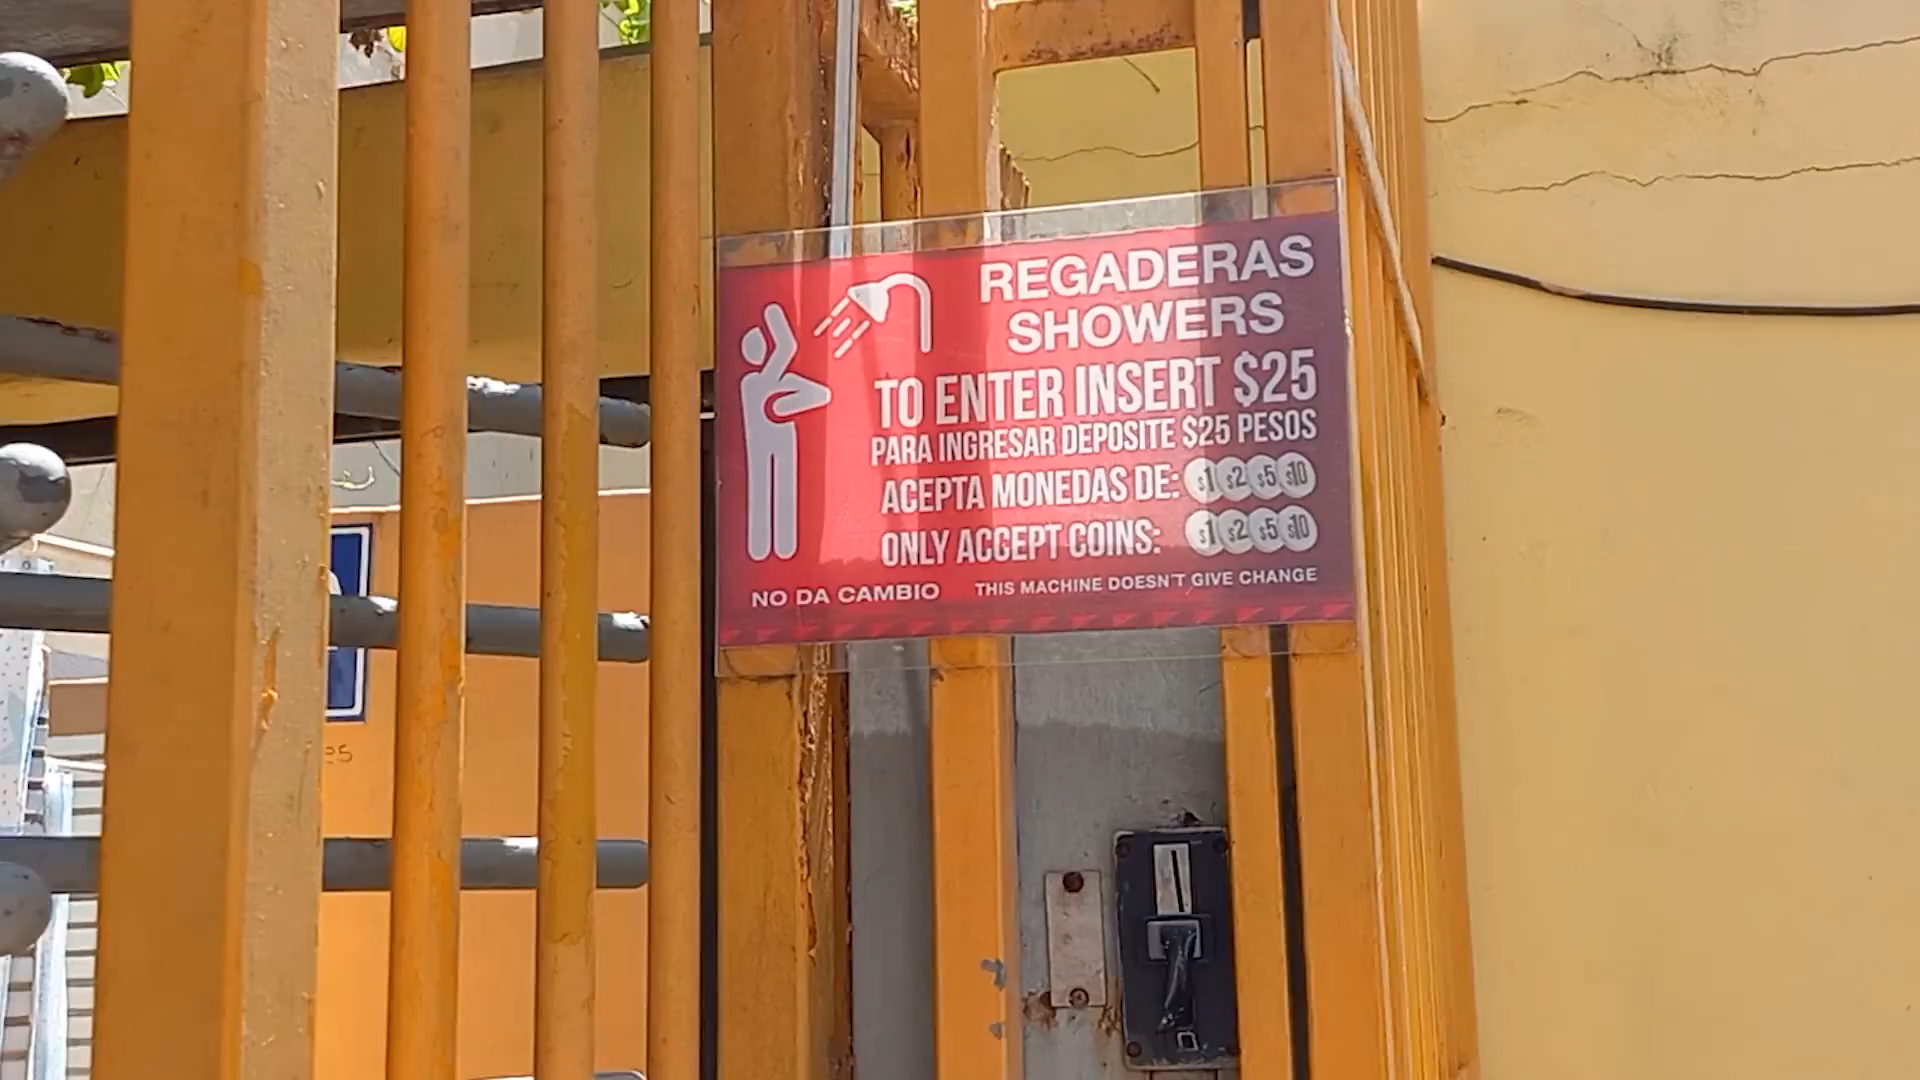 REGADERAS
SHOWERS
TO ENTER INSERT $25
PARA INGRESAR DEPOSITE $25 PESOS
ACEPTA MONEDAS DE: $1 $2 $5 $10
ONLY ACCEPT COINS: $1 $2 $5 $10
NO DA CAMBIO THIS MACHINE DOESN'T GIVE CHANGE